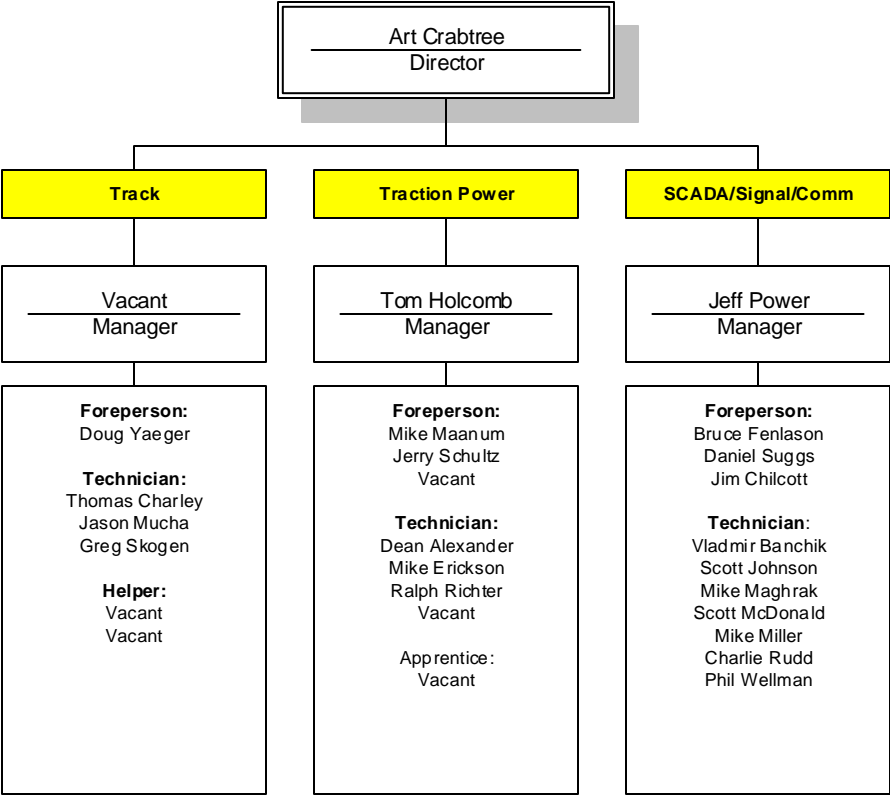 Art Crabtree
Director
Track
Traction Power
SCADA/Signal/Comm
Vacant
Manager
Tom Holcomb
Manager
Jeff Power
Manager
Foreperson:
Doug Yaeger
Technician:
Thomas Charley
Jason Mucha
Greg Skogen
Helper:
Vacant
Vacant
Foreperson:
Mike Maanum
Jerry Schultz
Vacant
Technician:
Dean Alexander
Mike Erickson
Ralph Richter
Vacant
Apprentice:
Vacant
Foreperson:
Bruce Fenlason
Daniel Suggs
Jim Chilcott
Technician:
Vladmir Banchik
Scott Johnson
Mike Maghrak
Scott McDonald
Mike Miller
Charlie Rudd
Phil Wellman